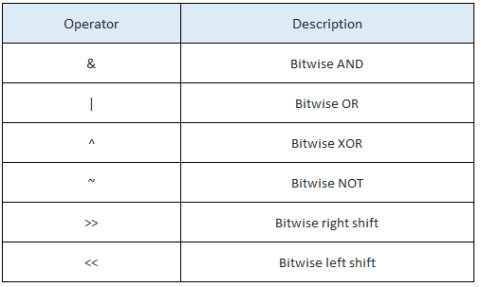 Operator Description
& Bitwise AND
| Bitwise OR
^ Bitwise XOR
~ Bitwise NOT
>> Bitwise right shift
<< Bitwise left shift